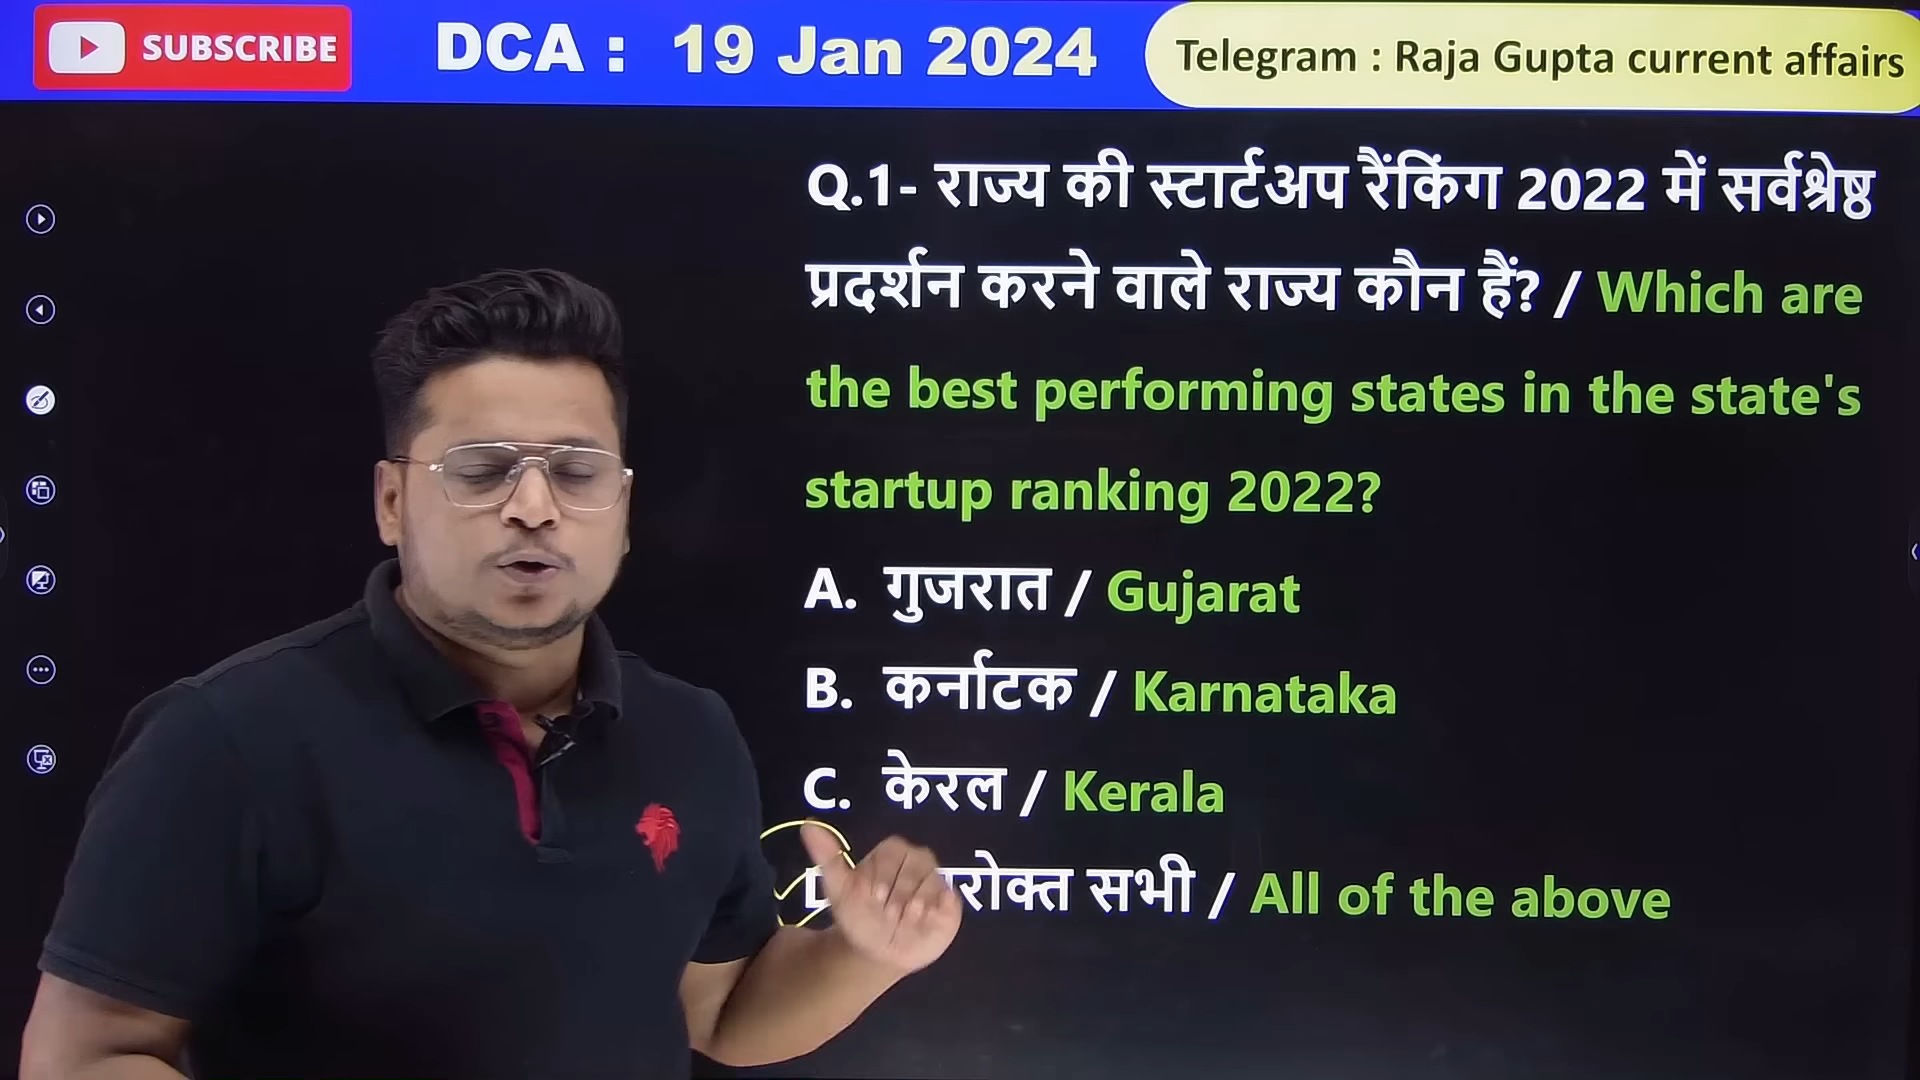 SUBSCRIBE
DCA : 19 Jan 2024
Telegram : Raja Gupta current affairs
Q.1- राज्य की स्टार्टअप रैंकिंग 2022 में सर्वश्रेष्ठ
प्रदर्शन करने वाले राज्य कौन हैं? / Which are
the best performing states in the state's
startup ranking 2022?
A. गुजरात / Gujarat
B. कर्नाटक / Karnataka
C. केरल / Kerala
D सभी / All of the above